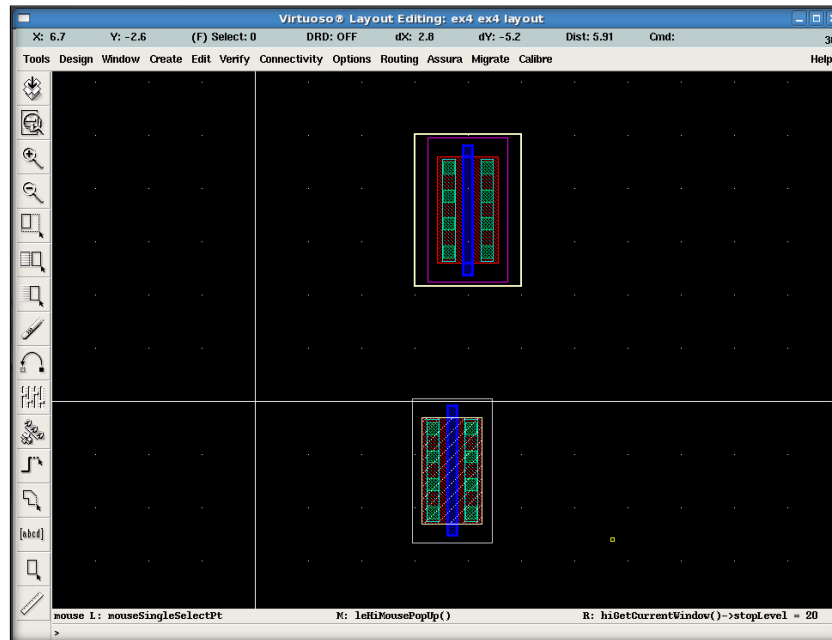 Virtuoso® Layout Editing: ex4 ex4 layout
X: 6.7 Y: -2.6 (F) Select: 0 DRD: OFF dX: 2.8 dY: -5.2 Dist: 5.91 Cmd:
Tools Design Window Create Edit Verify Connectivity Options Routing Assura Migrate Calibre Help
[abcd]
mouse L: mouseSingleSelectPt M: leHiMousePopUp() R: hiGetCurrentWindow()->stopLevel = 20
>